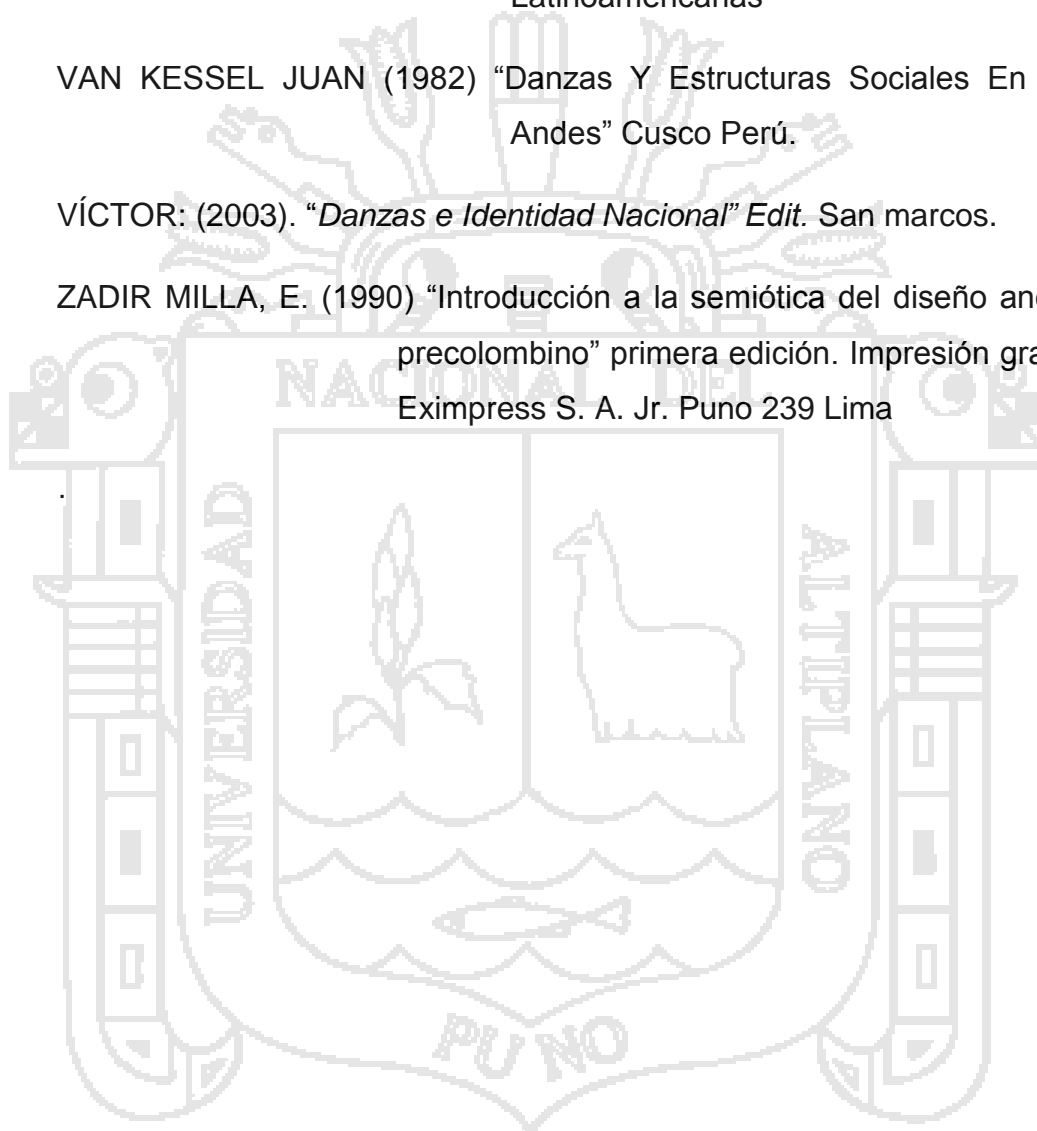 Latinoamericanas
VAN KESSEL JUAN (1982) “Danzas Y Estructuras Sociales En
Andes” Cusco Perú.
VÍCTOR: (2003). “Danzas e Identidad Nacional” Edit. San marcos.
ZADIR MILLA, E. (1990) “Introducción a la semiótica del diseño
precolombino” primera edición. Impresión
Eximpress S. A. Jr. Puno 239 Lima
.
NACIONAL DEL
UNIVERSIDAD
ALTIPLANO
PUNO